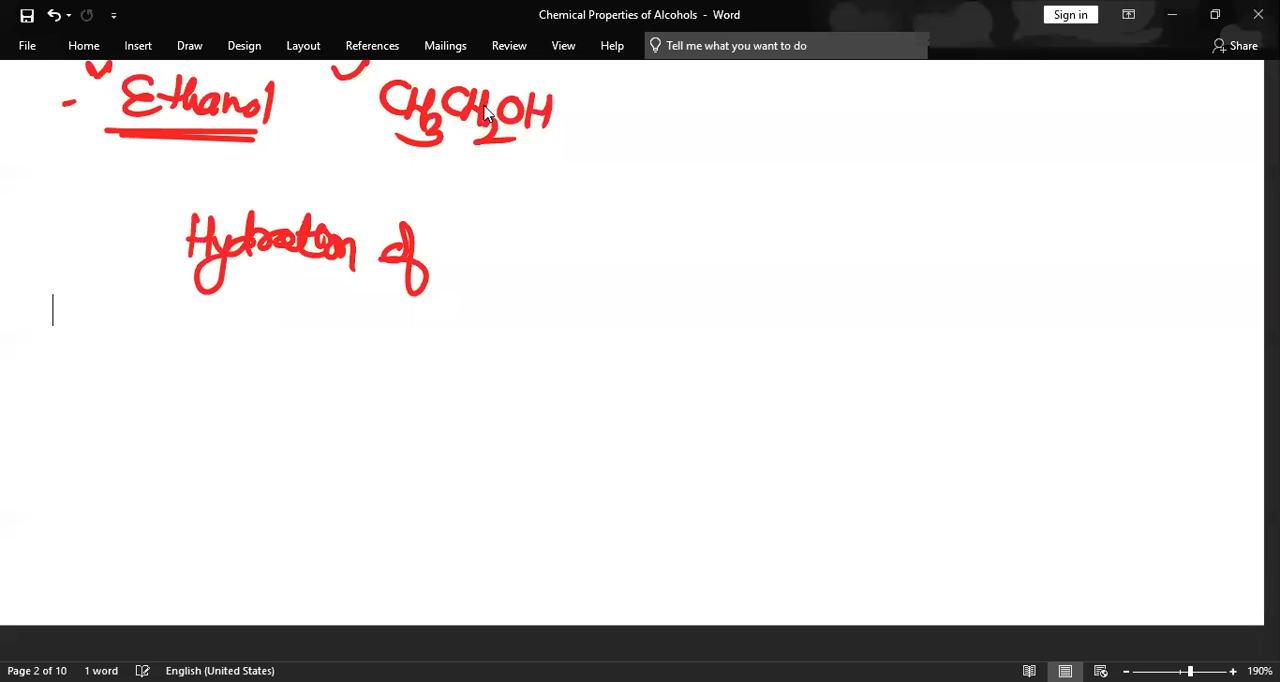 Chemical Properties of Alcohols - Word
Sign in
File Home Insert Draw Design Layout References Mailings Review View Help Tell me what you want to do Share
- Ethanol CH3CH2OH
Hydration of
Page 2 of 10 1 word English (United States) 190%